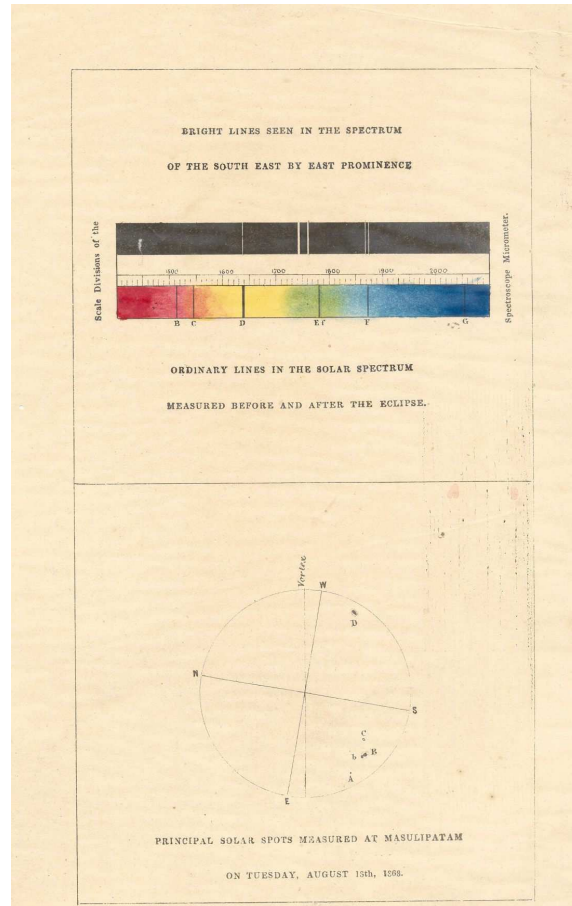 BRIGHT LINES SEEN IN THE SPECTRUM
OF THE SOUTH EAST BY EAST PROMINENCE
Scale Divisions of the
Spectroscope Micrometer.
1500 1600 1700 1800 1900 2000
B C D E f F G
ORDINARY LINES IN THE SOLAR SPECTRUM
MEASURED BEFORE AND AFTER THE ECLIPSE.
Vertex
W
D
N
S
C
b B
A
E
PRINCIPAL SOLAR SPOTS MEASURED AT MASULIPATAM
ON TUESDAY, AUGUST 18th, 1868.